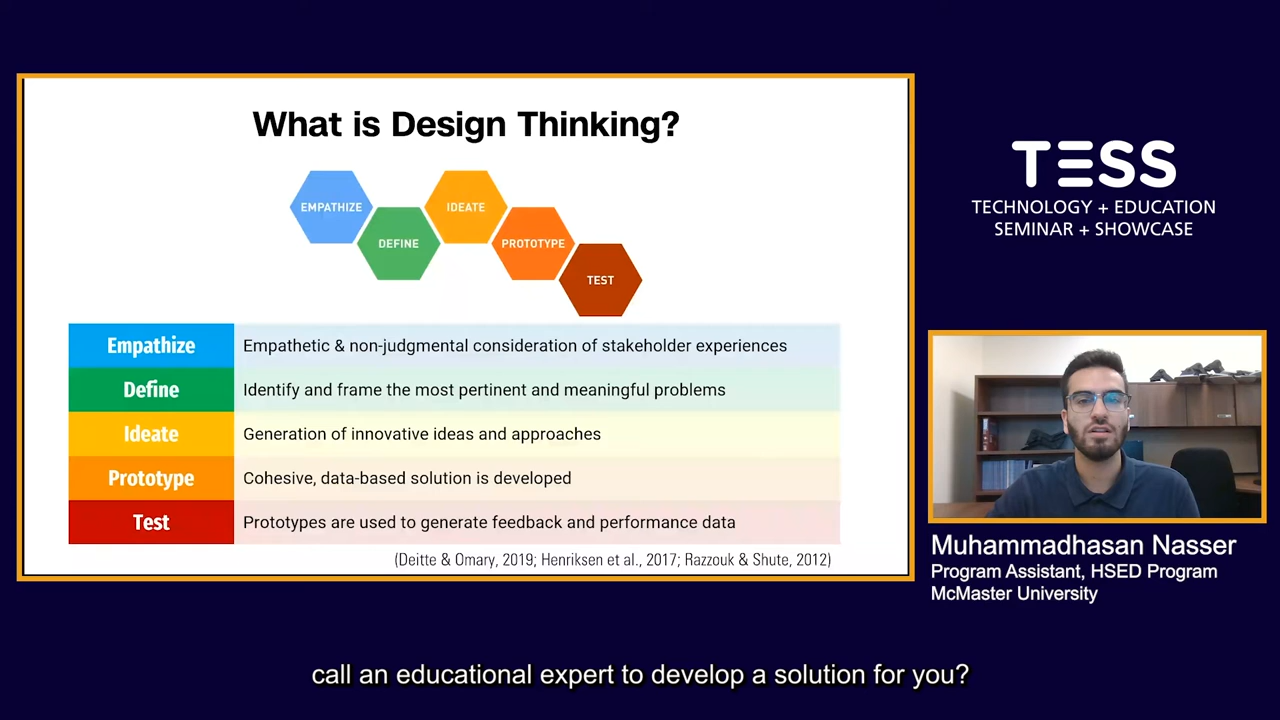 What is Design Thinking?
EMPATHIZE
DEFINE
IDEATE
PROTOTYPE
TEST
Empathize Empathetic & non-judgmental consideration of stakeholder experiences
Define Identify and frame the most pertinent and meaningful problems
Ideate Generation of innovative ideas and approaches
Prototype Cohesive, data-based solution is developed
Test Prototypes are used to generate feedback and performance data
(Deitte & Omary, 2019; Henriksen et al., 2017; Razzouk & Shute, 2012)
TESS
TECHNOLOGY + EDUCATION
SEMINAR + SHOWCASE
Muhammadhasan Nasser
Program Assistant, HSED Program
McMaster University
call an educational expert to develop a solution for you?